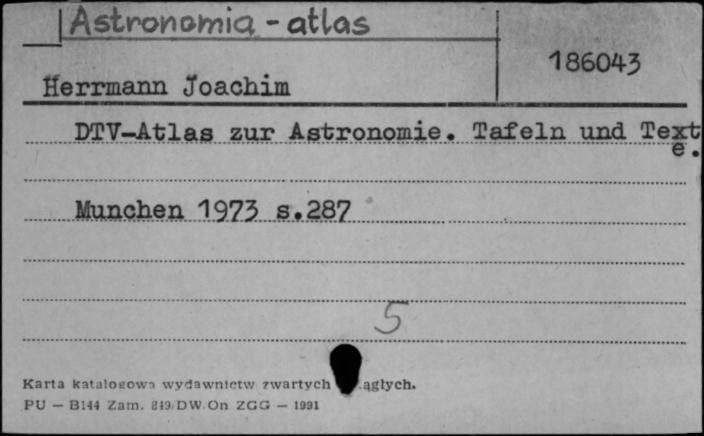 Astronomia - atlas
186043
Herrmann Joachim
DTV-Atlas zur Astronomie. Tafeln und Text
e.
Munchen 1973 s.287
5
Karta katalogowa wydawnictw zwartych ągłych.
PU — B144 Zam. 849/DW.On ZGG — 1991